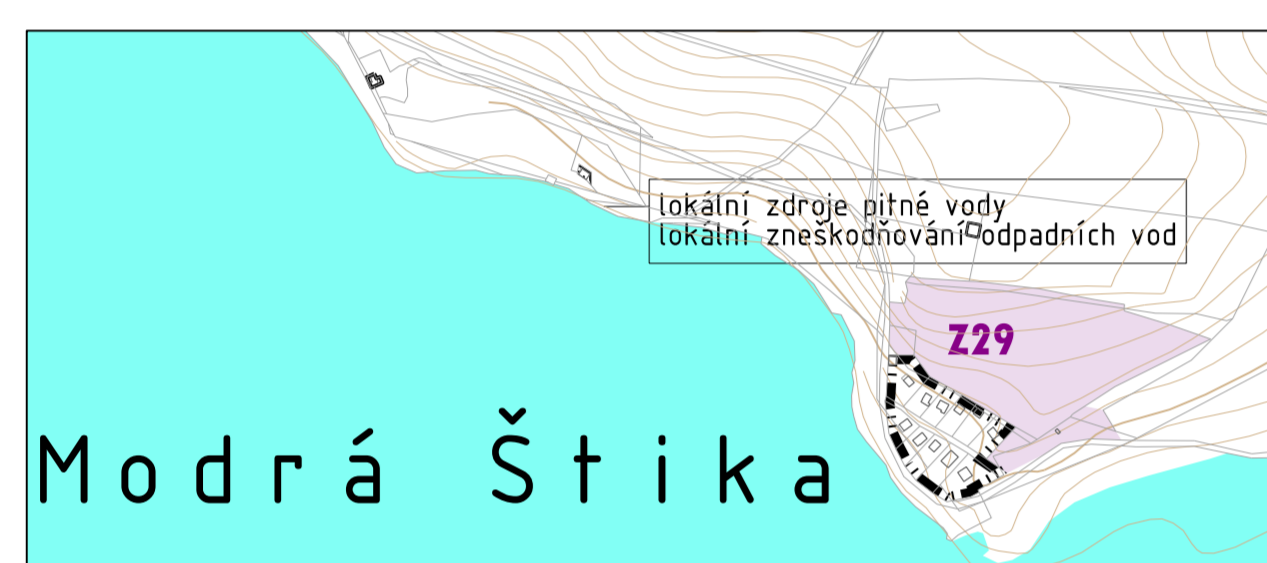 lokální zdroje pitné vody
lokální zneškodňování odpadních vod
Z29
Modrá Štika